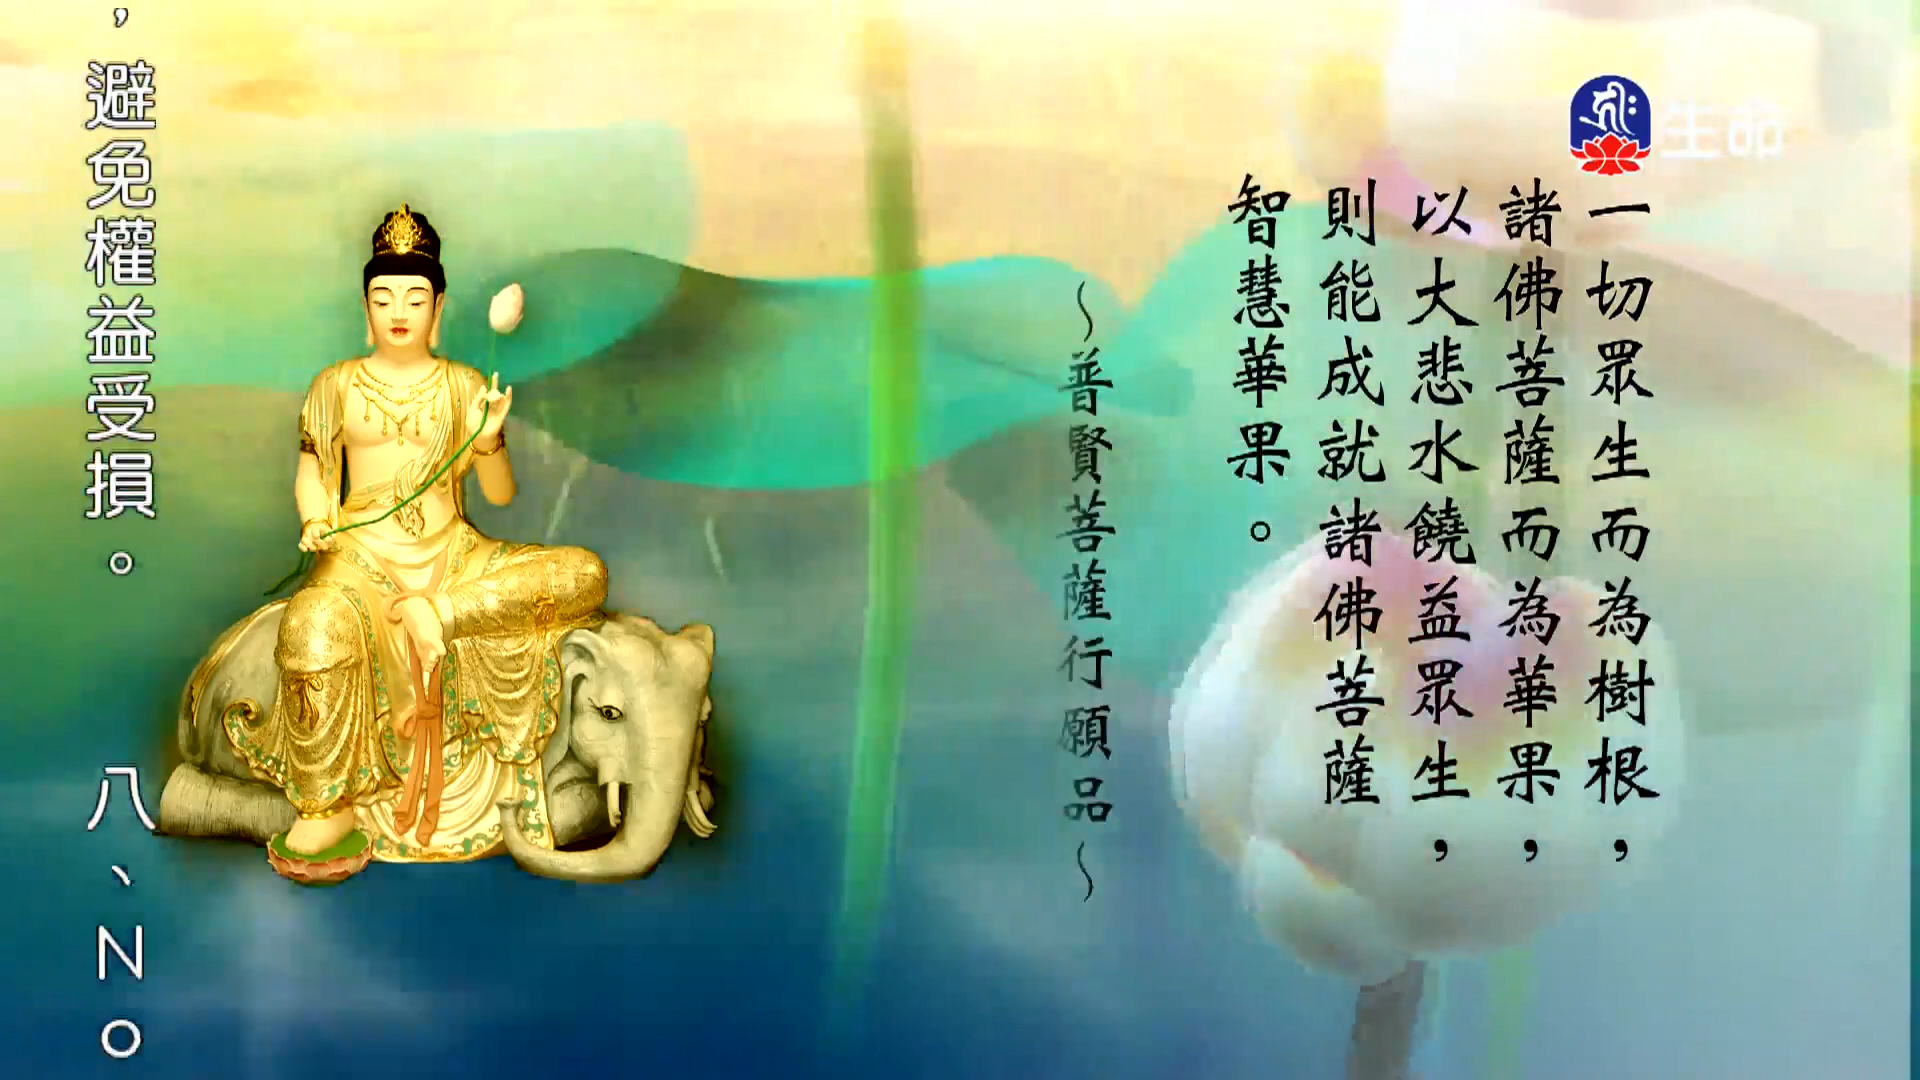 生命
一切眾生而為樹根，
諸佛菩薩而為華果，
以大悲水饒益眾生，
則能成就諸佛菩薩
智慧華果。
～普賢菩薩行願品～
，避免權益受損。 八、No